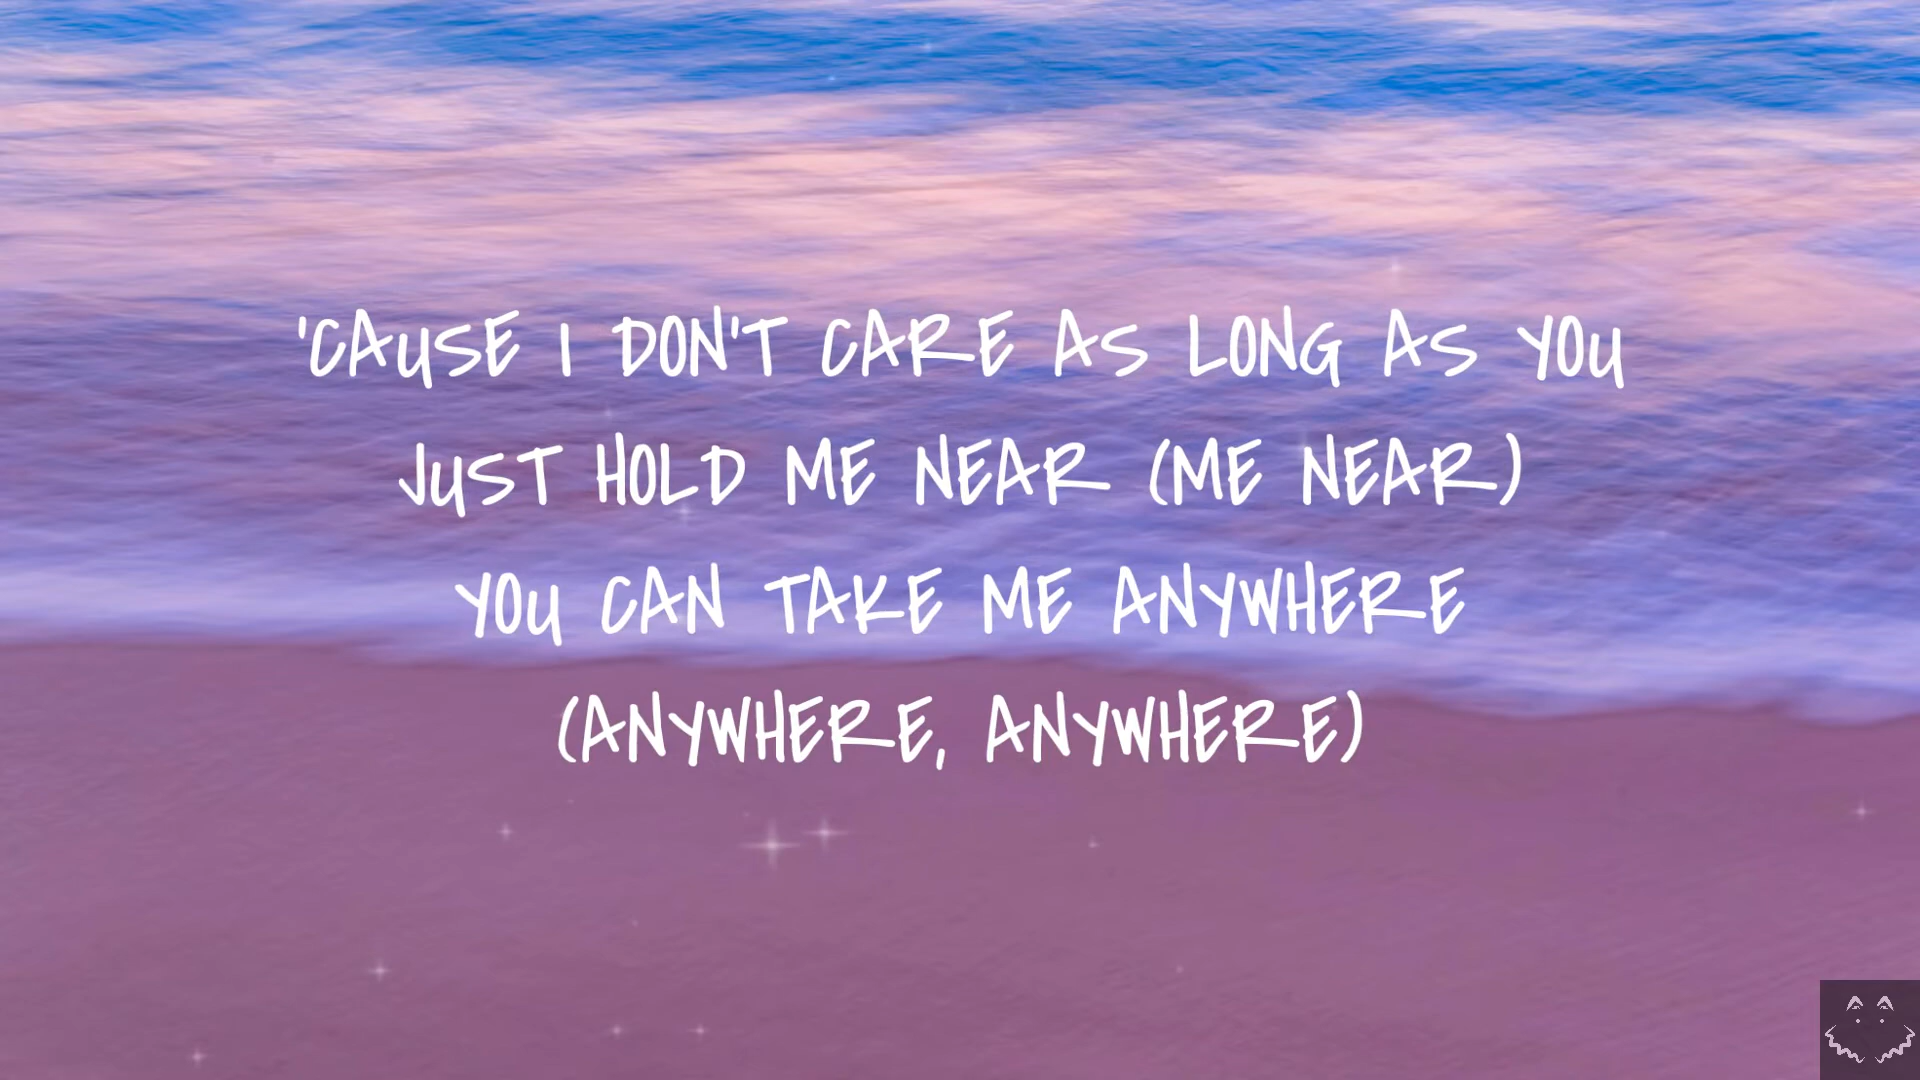 'CAUSE I DON'T CARE AS LONG AS YOU
JUST HOLD ME NEAR (ME NEAR)
YOU CAN TAKE ME ANYWHERE
(ANYWHERE, ANYWHERE)